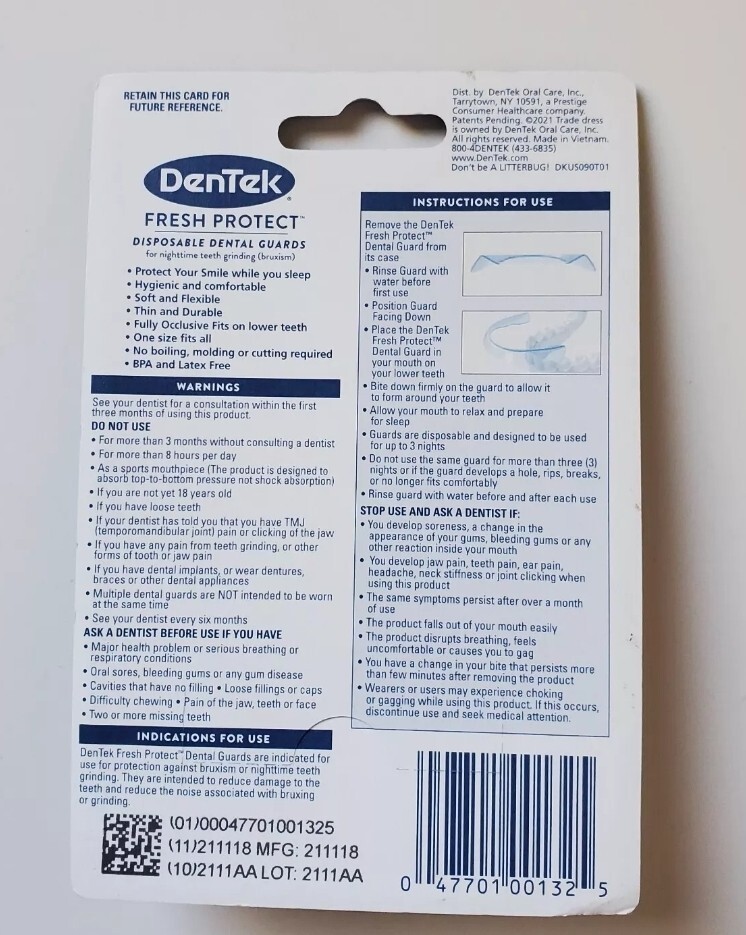 RETAIN THIS CARD FOR
FUTURE REFERENCE.
Dist. by DenTek Oral Care, Inc.,
Tarrytown, NY 10591, a Prestige
Consumer Healthcare company.
Patents Pending. ©2021 Trade dress
is owned by DenTek Oral Care, Inc.
All rights reserved. Made in Vietnam.
800-4DENTEK (433-6835)
www.DenTek.com
Don't be A LITTERBUG! DKUS090T01
DenTek®
FRESH PROTECT™
DISPOSABLE DENTAL GUARDS
for nighttime teeth grinding (bruxism)
• Protect Your Smile while you sleep
• Hygienic and comfortable
• Soft and Flexible
• Thin and Durable
• Fully Occlusive Fits on lower teeth
• One size fits all
• No boiling, molding or cutting required
• BPA and Latex Free
WARNINGS
See your dentist for a consultation within the first
three months of using this product.
DO NOT USE
• For more than 3 months without consulting a dentist
• For more than 8 hours per day
• As a sports mouthpiece (The product is designed to
absorb top-to-bottom pressure not shock absorption)
• If you are not yet 18 years old
• If you have loose teeth
• If your dentist has told you that you have TMJ
(temporomandibular joint) pain or clicking of the jaw
• If you have any pain from teeth grinding, or other
forms of tooth or jaw pain
• If you have dental implants, or wear dentures,
braces or other dental appliances
• Multiple dental guards are NOT intended to be worn
at the same time
• See your dentist every six months
ASK A DENTIST BEFORE USE IF YOU HAVE
• Major health problem or serious breathing or
respiratory conditions
• Oral sores, bleeding gums or any gum disease
• Cavities that have no filling • Loose fillings or caps
• Difficulty chewing • Pain of the jaw, teeth or face
• Two or more missing teeth
INDICATIONS FOR USE
DenTek Fresh Protect™ Dental Guards are indicated for
use for protection against bruxism or nighttime teeth
grinding. They are intended to reduce damage to the
teeth and reduce the noise associated with bruxing
or grinding.
(01)00047701001325
(11)211118 MFG: 211118
(10)2111AA LOT: 2111AA
INSTRUCTIONS FOR USE
Remove the DenTek
Fresh Protect™
Dental Guard from
its case
• Rinse Guard with
water before
first use
• Position Guard
Facing Down
• Place the DenTek
Fresh Protect™
Dental Guard in
your mouth on
your lower teeth
• Bite down firmly on the guard to allow it
to form around your teeth
• Allow your mouth to relax and prepare
for sleep
• Guards are disposable and designed to be used
for up to 3 nights
• Do not use the same guard for more than three (3)
nights or if the guard develops a hole, rips, breaks,
or no longer fits comfortably
• Rinse guard with water before and after each use
STOP USE AND ASK A DENTIST IF:
• You develop soreness, a change in the
appearance of your gums, bleeding gums or any
other reaction inside your mouth
• You develop jaw pain, teeth pain, ear pain,
headache, neck stiffness or joint clicking when
using this product
• The same symptoms persist after over a month
of use
• The product falls out of your mouth easily
• The product disrupts breathing, feels
uncomfortable or causes you to gag
• You have a change in your bite that persists more
than few minutes after removing the product
• Wearers or users may experience choking
or gagging while using this product. If this occurs,
discontinue use and seek medical attention.
0 47701 00132 5